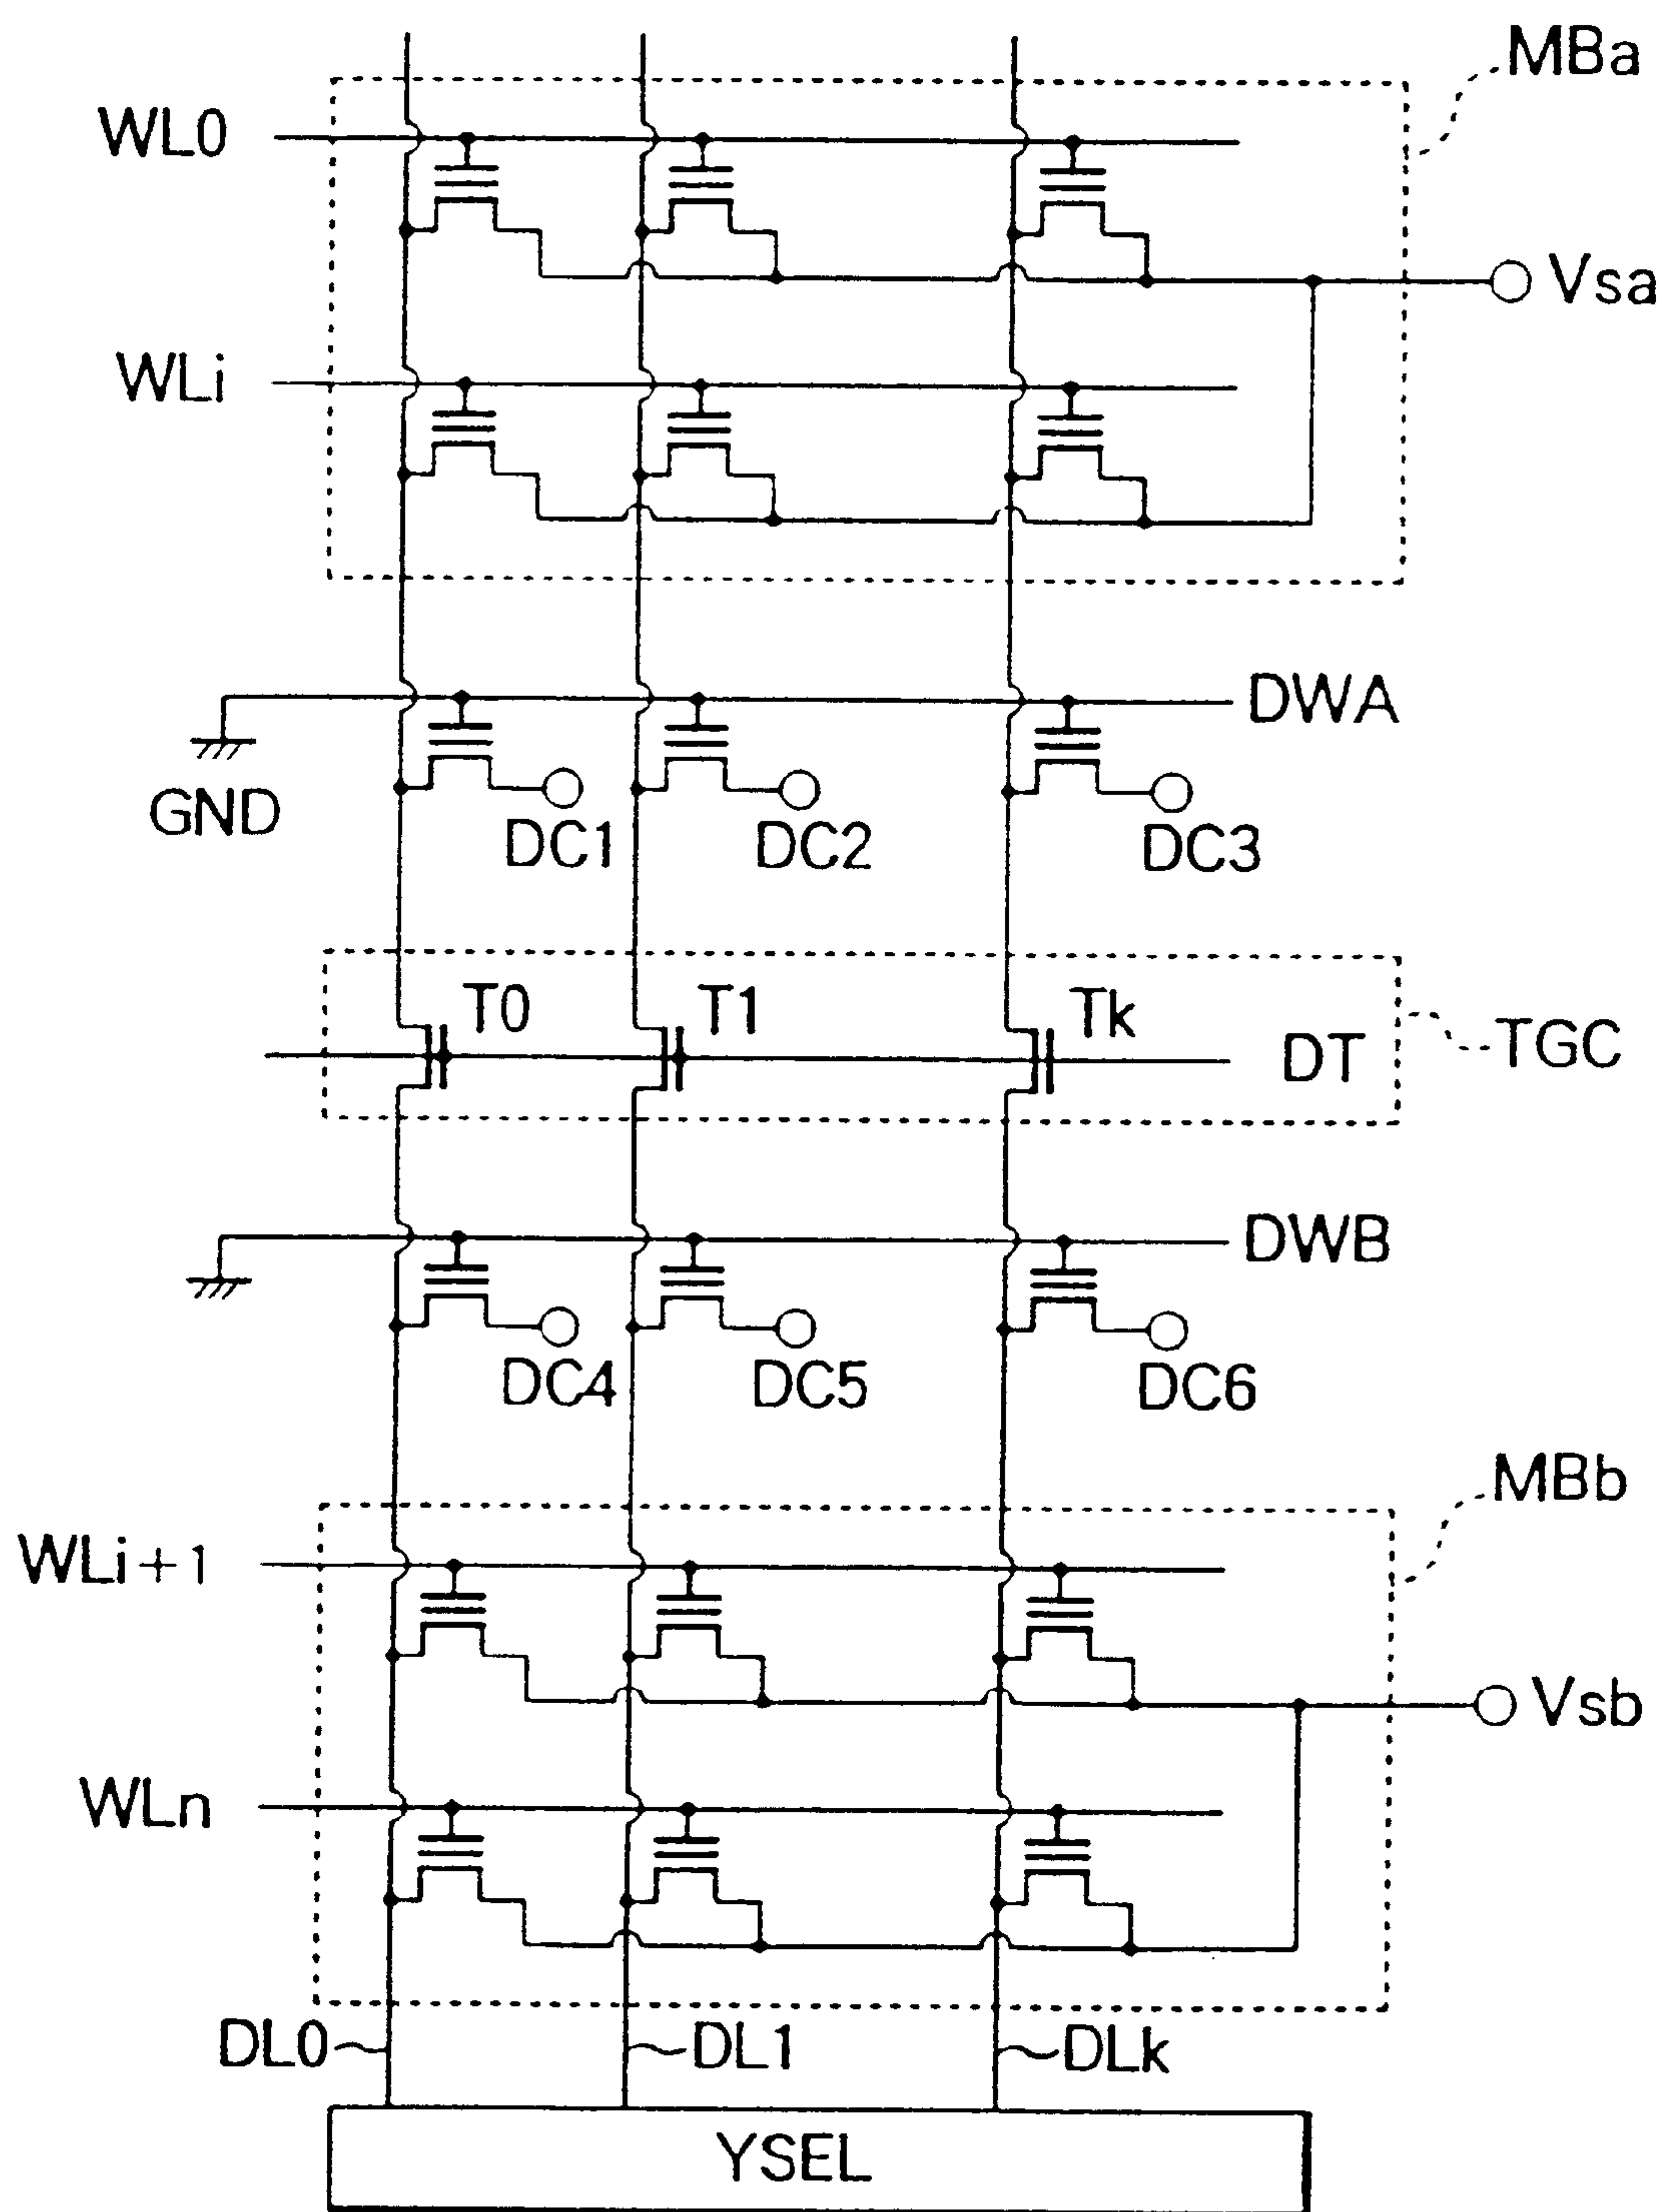 MBa
WL0
Vsa
WLi
DWA
GND
DC1 DC2 DC3
T0 T1 Tk
DT TGC
DWB
DC4 DC5 DC6
MBb
WLi+1
Vsb
WLn
DL0 DL1 DLk
YSEL